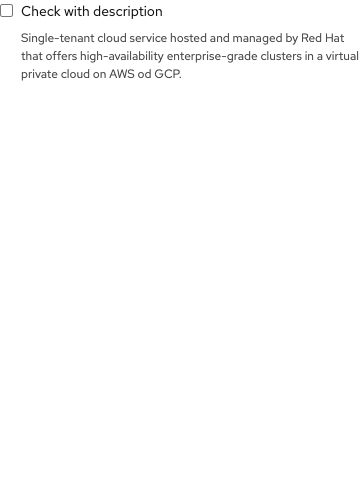 Check with description
Single-tenant cloud service hosted and managed by Red Hat
that offers high-availability enterprise-grade clusters in a virtual
private cloud on AWS od GCP.